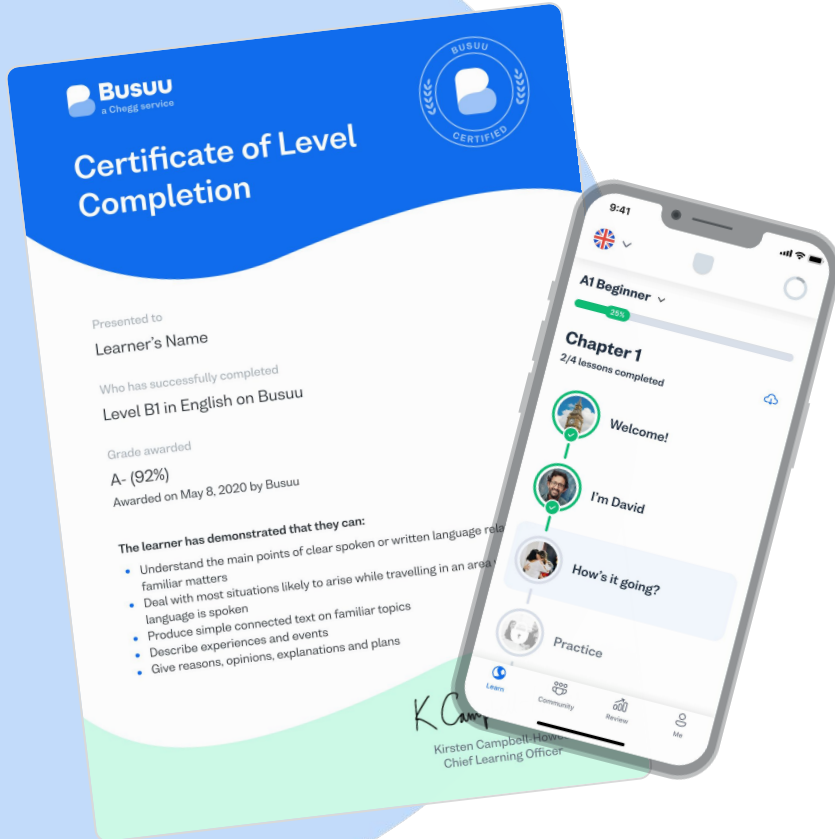 Busuu
a Chegg service
BUSUU
CERTIFIED
Certificate of Level
Completion
Presented to
Learner's Name
Who has successfully completed
Level B1 in English on Busuu
Grade awarded
A- (92%)
Awarded on May 8, 2020 by Busuu
The learner has demonstrated that they can:
• Understand the main points of clear spoken or written language
familiar matters
• Deal with most situations likely to arise while travelling in an area
language is spoken
• Produce simple connected text on familiar topics
• Describe experiences and events
• Give reasons, opinions, explanations and plans
K
Kirsten Campbell-
Chief Learning Officer
9:41
A1 Beginner
25%
Chapter 1
2/4 lessons completed
Welcome!
I'm David
How's it going?
Practice
Learn
Community
Review
Me